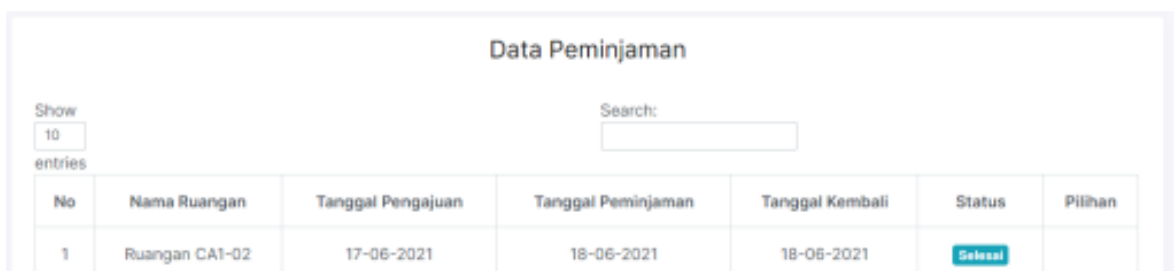 Data Peminjaman
Show
10
entries
Search:
No Nama Ruangan Tanggal Pengajuan Tanggal Peminjaman Tanggal Kembali Status Pilihan
1 Ruangan CA1-02 17-06-2021 18-06-2021 18-06-2021 Selesai